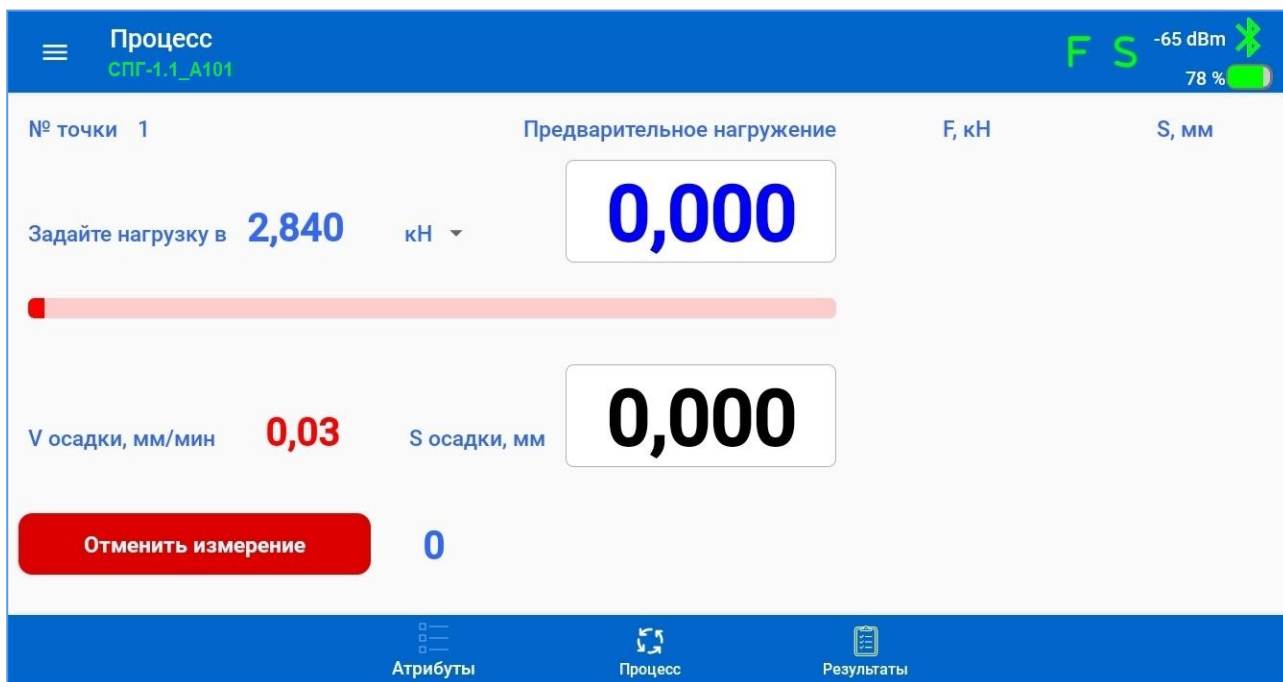 Процесс
СПГ-1.1_А101
F S -65 dBm
78 %
№ точки 1 Предварительное нагружение F, кН S, мм
Задайте нагрузку в 2,840 кН 0,000
V осадки, мм/мин 0,03 S осадки, мм 0,000
Отменить измерение 0
Атрибуты Процесс Результаты